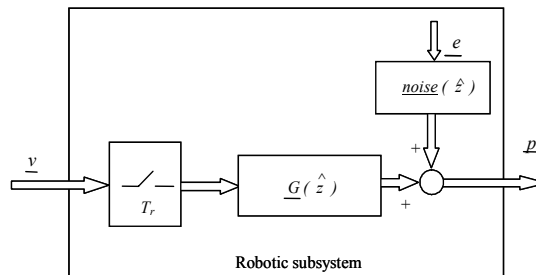 e
noise ( ẑ )
p
+
v
T_r
G ( ẑ )
+
Robotic subsystem